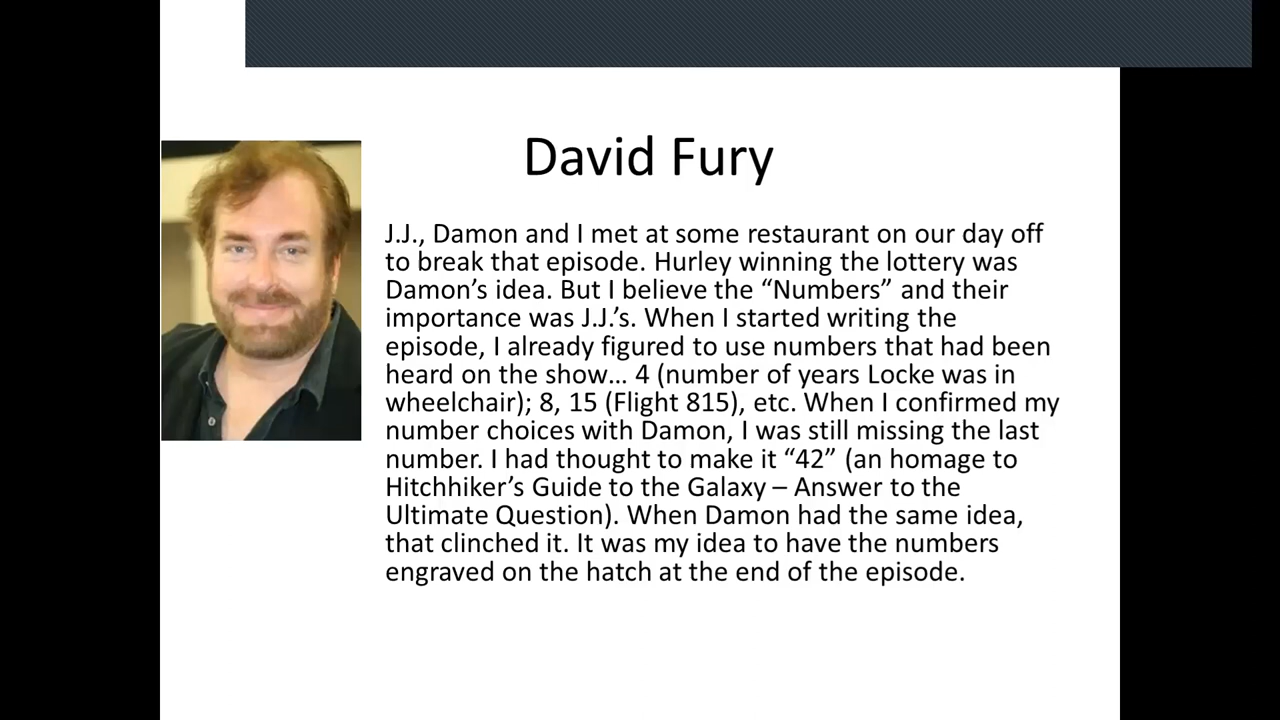 David Fury
J.J., Damon and I met at some restaurant on our day off
to break that episode. Hurley winning the lottery was
Damon’s idea. But I believe the “Numbers” and their
importance was J.J.’s. When I started writing the
episode, I already figured to use numbers that had been
heard on the show… 4 (number of years Locke was in
wheelchair); 8, 15 (Flight 815), etc. When I confirmed my
number choices with Damon, I was still missing the last
number. I had thought to make it “42” (an homage to
Hitchhiker’s Guide to the Galaxy – Answer to the
Ultimate Question). When Damon had the same idea,
that clinched it. It was my idea to have the numbers
engraved on the hatch at the end of the episode.